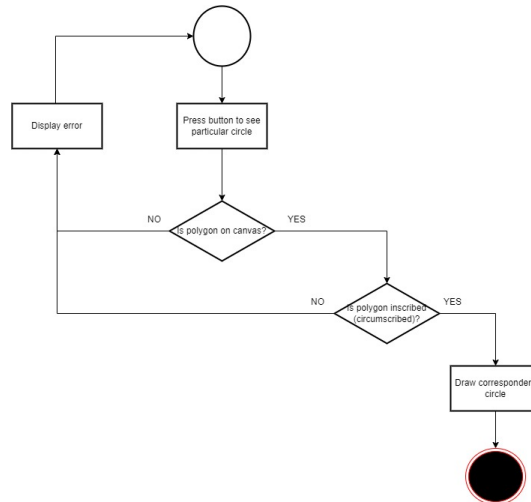 Display error
Press button to see
particular circle
NO
YES
Is polygon on canvas?
NO
Is polygon inscribed
(circumscribed)?
YES
Draw corresponden
circle